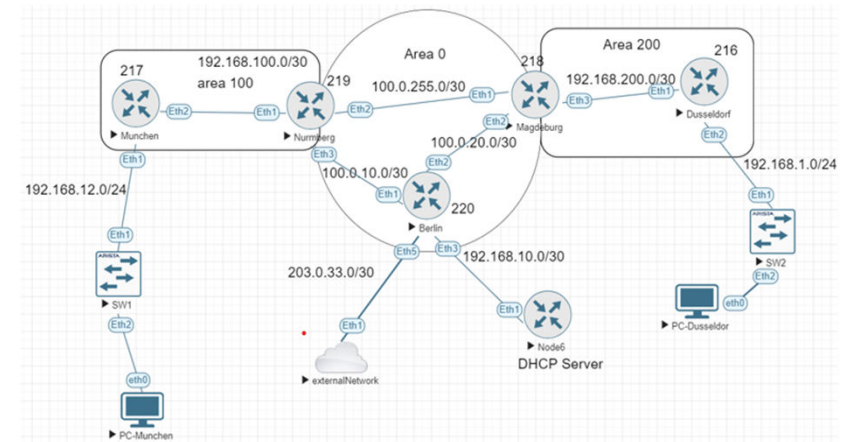 Area 0
Area 200
192.168.100.0/30
area 100
217
219
218
216
100.0.255.0/30
192.168.200.0/30
Eth2
Eth1
Eth2
Eth1
Eth3
Eth1
Munchen
Nurmberg
Magdeburg
Dusseldorf
Eth2
Eth2
100.0.20.0/30
Eth1
Eth3
Eth2
192.168.1.0/24
100.0.10.0/30
192.168.12.0/24
Eth1
Eth1
220
Berlin
Eth1
ARISTA
Eth5
Eth3
192.168.10.0/30
ARISTA
SW2
203.0.33.0/30
Eth2
SW1
eth0
Eth1
Eth2
Eth1
PC-Dusseldor
Node6
DHCP Server
externalNetwork
eth0
PC-Munchen